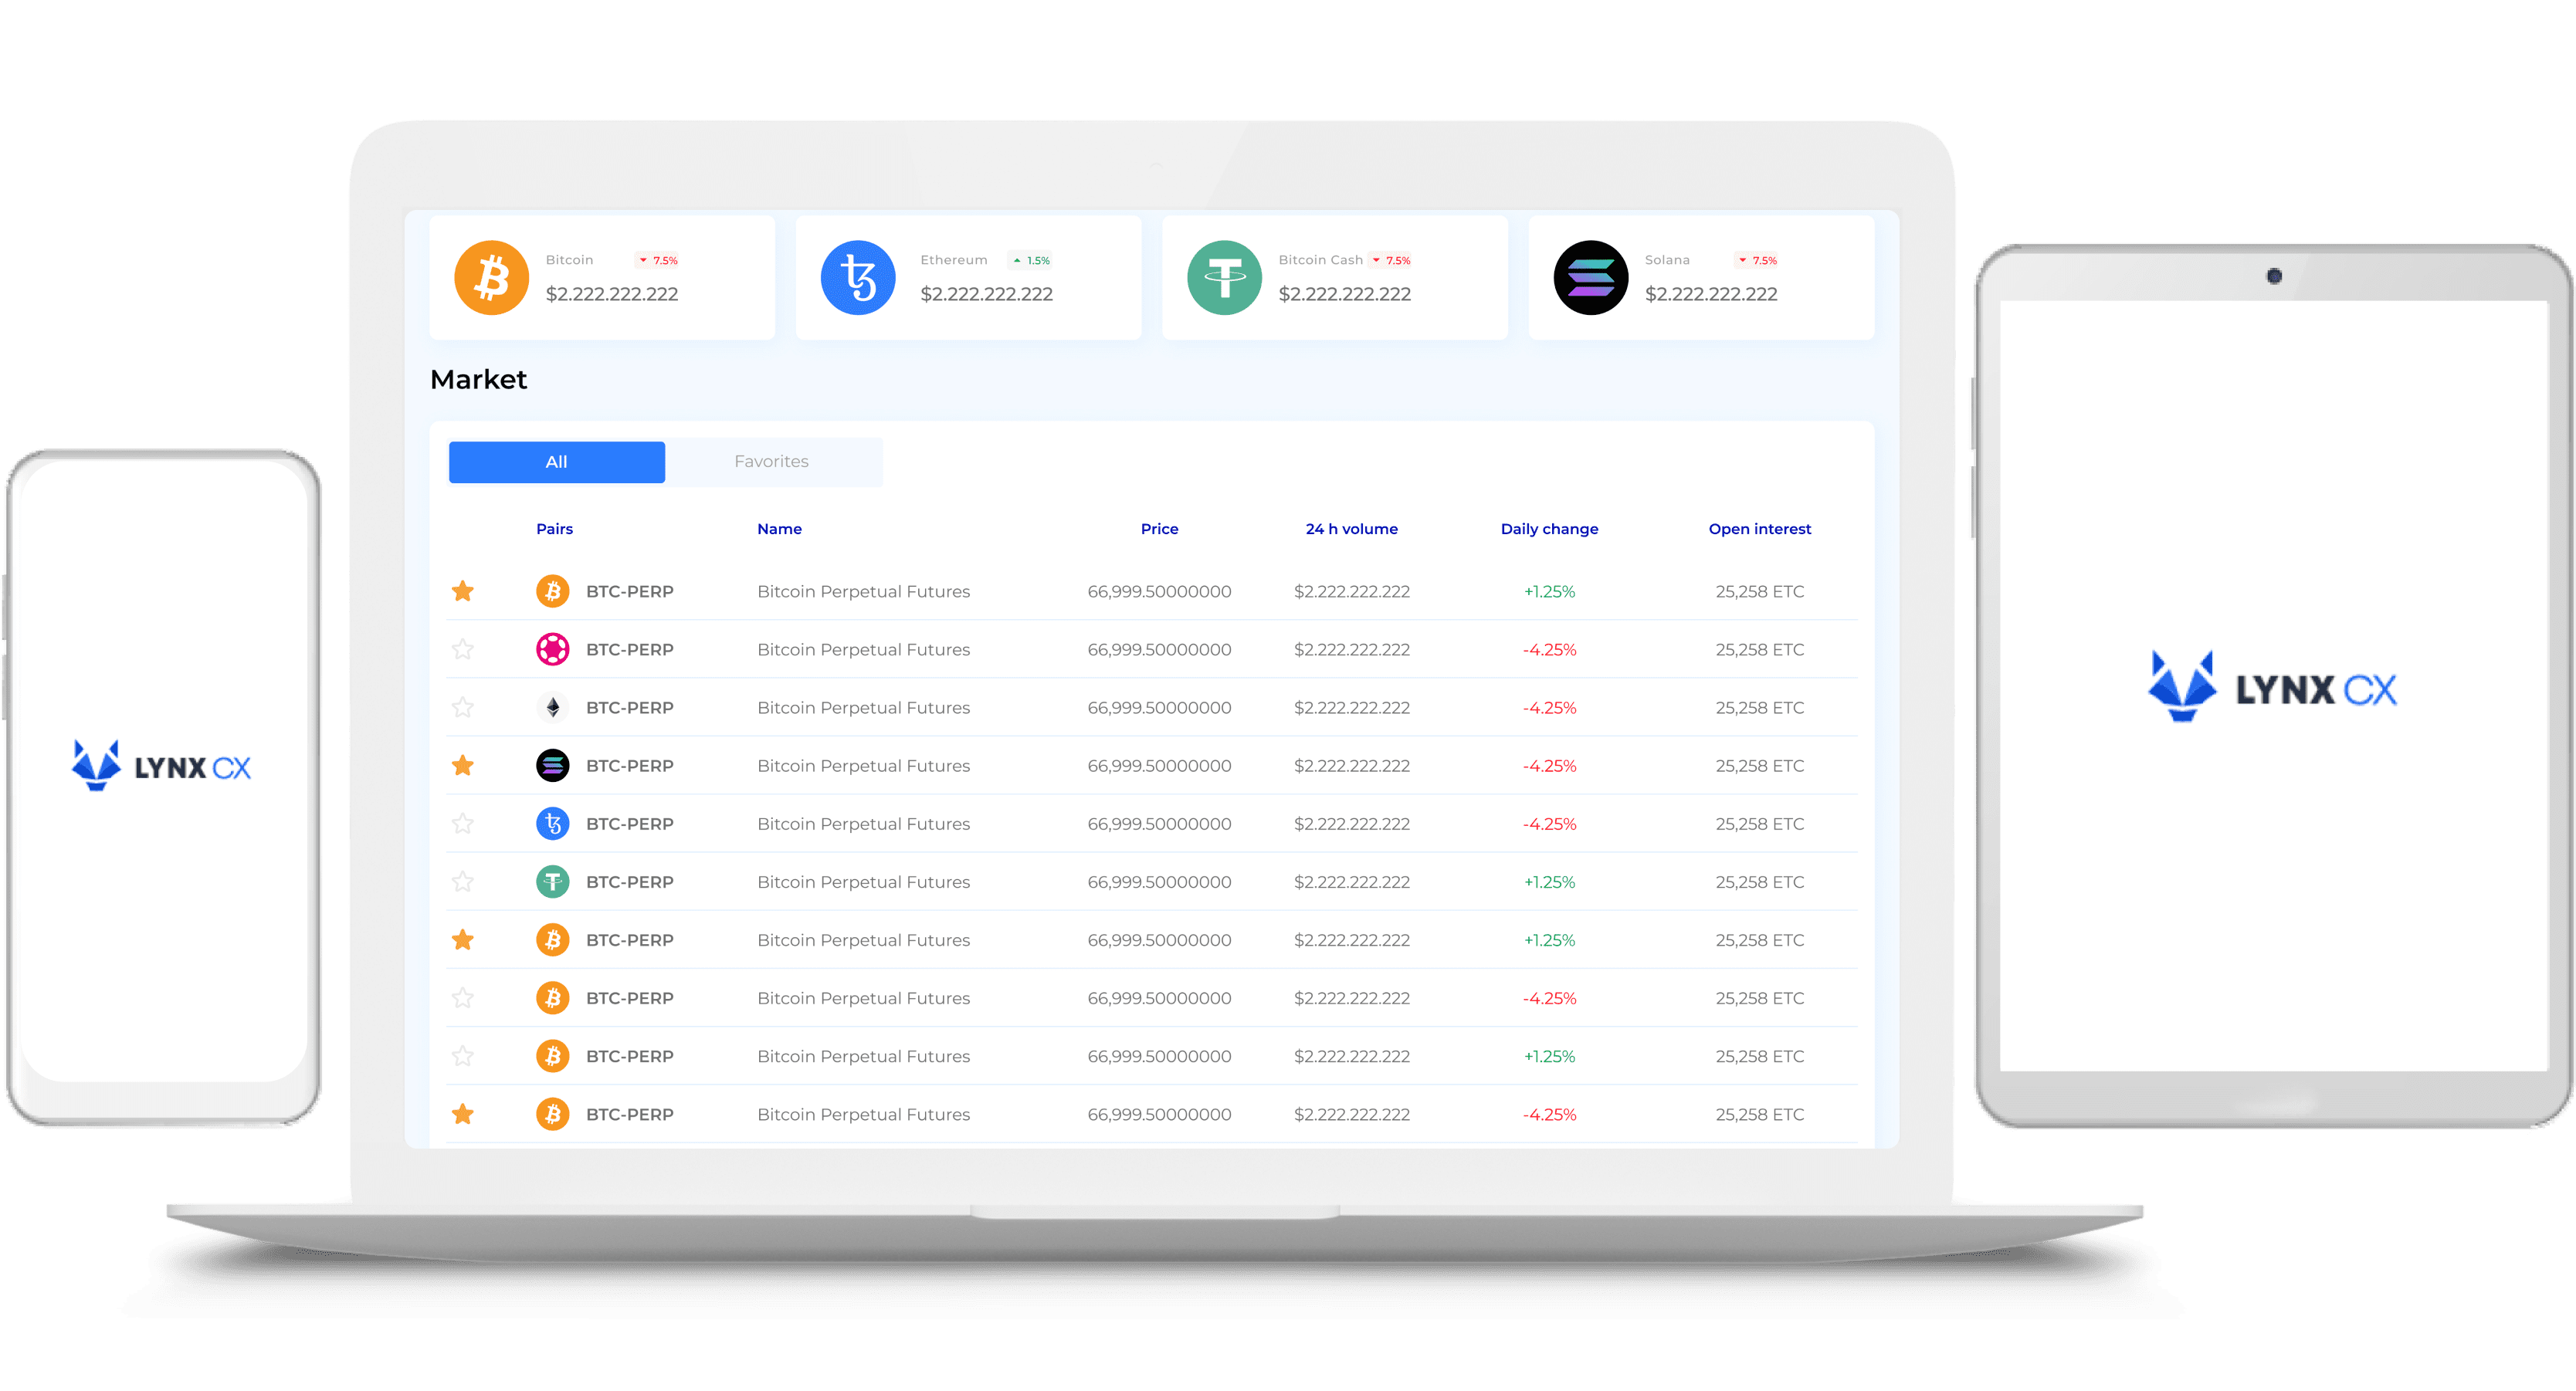 Bitcoin 7.5% Ethereum 1.5% Bitcoin Cash 7.5% Solana 7.5%
$2.222.222.222 $2.222.222.222 $2.222.222.222 $2.222.222.222
Market
All Favorites
Pairs Name Price 24 h volume Daily change Open interest
BTC-PERP Bitcoin Perpetual Futures 66,999.50000000 $2.222.222.222 +1.25% 25,258 ETC
BTC-PERP Bitcoin Perpetual Futures 66,999.50000000 $2.222.222.222 -4.25% 25,258 ETC
BTC-PERP Bitcoin Perpetual Futures 66,999.50000000 $2.222.222.222 -4.25% 25,258 ETC
BTC-PERP Bitcoin Perpetual Futures 66,999.50000000 $2.222.222.222 -4.25% 25,258 ETC
BTC-PERP Bitcoin Perpetual Futures 66,999.50000000 $2.222.222.222 -4.25% 25,258 ETC
BTC-PERP Bitcoin Perpetual Futures 66,999.50000000 $2.222.222.222 +1.25% 25,258 ETC
BTC-PERP Bitcoin Perpetual Futures 66,999.50000000 $2.222.222.222 +1.25% 25,258 ETC
BTC-PERP Bitcoin Perpetual Futures 66,999.50000000 $2.222.222.222 -4.25% 25,258 ETC
BTC-PERP Bitcoin Perpetual Futures 66,999.50000000 $2.222.222.222 +1.25% 25,258 ETC
BTC-PERP Bitcoin Perpetual Futures 66,999.50000000 $2.222.222.222 -4.25% 25,258 ETC
LYNX CX
LYNX CX